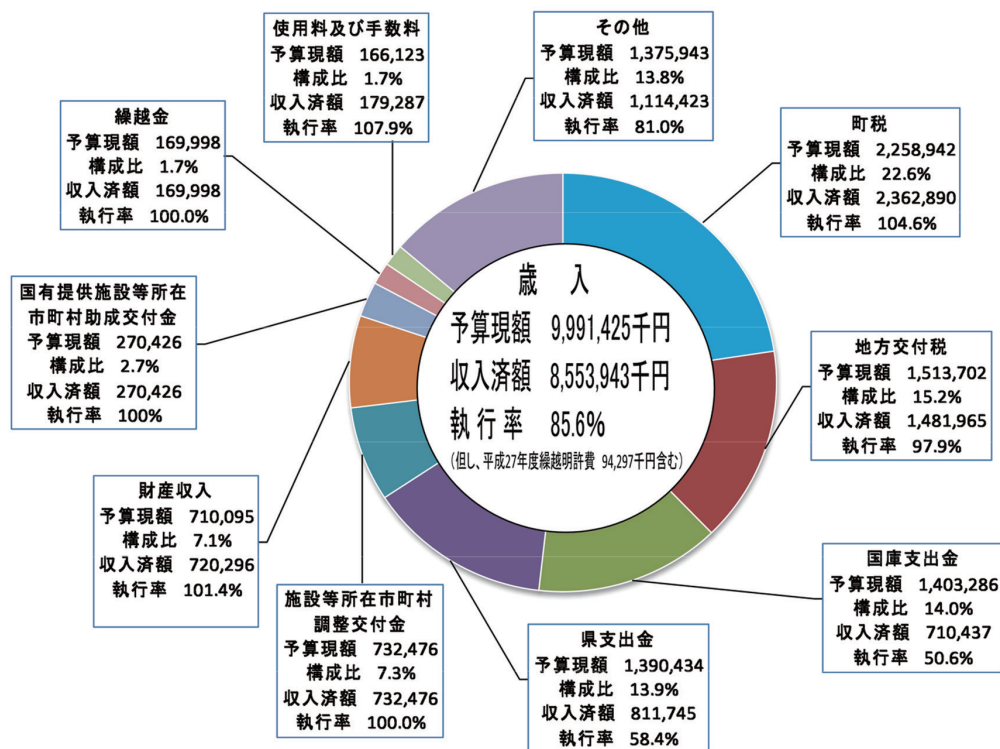 使用料及び手数料
予算現額 166,123
構成比 1.7%
収入済額 179,287
執行率 107.9%
その他
予算現額 1,375,943
構成比 13.8%
収入済額 1,114,423
執行率 81.0%
町税
予算現額 2,258,942
構成比 22.6%
収入済額 2,362,890
執行率 104.6%
繰越金
予算現額 169,998
構成比 1.7%
収入済額 169,998
執行率 100.0%
歳 入
予算現額 9,991,425千円
収入済額 8,553,943千円
執行率 85.6%
(但し、平成27年度繰越明許費 94,297千円含む)
国有提供施設等所在
市町村助成交付金
予算現額 270,426
構成比 2.7%
収入済額 270,426
執行率 100%
地方交付税
予算現額 1,513,702
構成比 15.2%
収入済額 1,481,965
執行率 97.9%
財産収入
予算現額 710,095
構成比 7.1%
収入済額 720,296
執行率 101.4%
施設等所在市町村
調整交付金
予算現額 732,476
構成比 7.3%
収入済額 732,476
執行率 100.0%
県支出金
予算現額 1,390,434
構成比 13.9%
収入済額 811,745
執行率 58.4%
国庫支出金
予算現額 1,403,286
構成比 14.0%
収入済額 710,437
執行率 50.6%